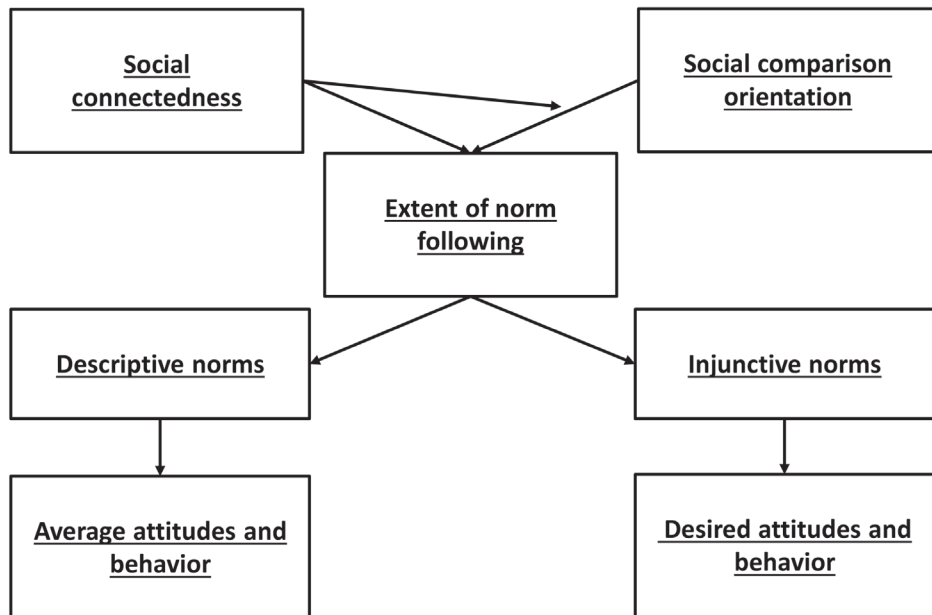 Social
connectedness
Social comparison
orientation
Extent of norm
following
Descriptive norms
Injunctive norms
Average attitudes and
behavior
Desired attitudes and
behavior